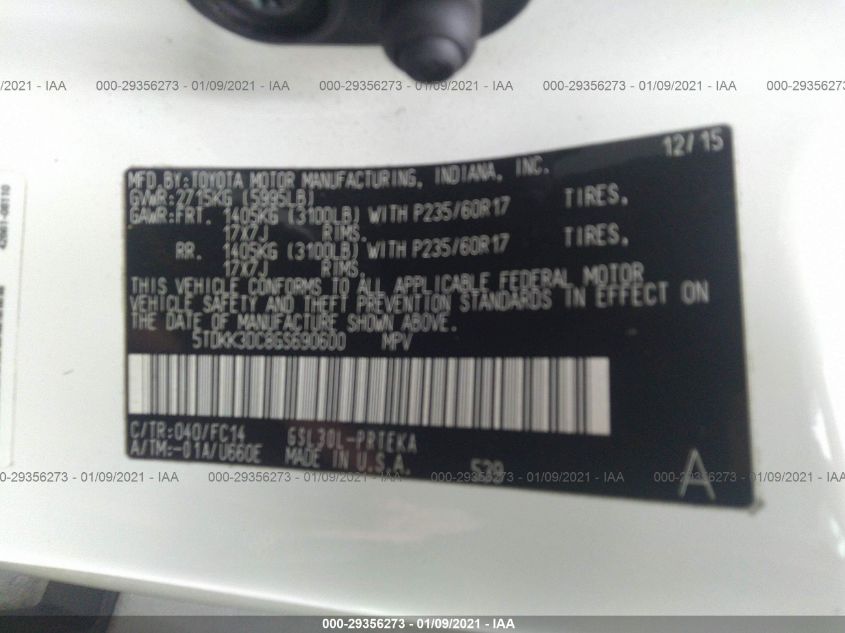 /2021 - IAA 000-29356273 - 01/09/2021 - IAA 000-29356273 - 01/09/2021 - IAA 000-29356273 - 01/09/2021 - IAA 000-2
12/15
MFD.BY:TOYOTA MOTOR MANUFACTURING, INDIANA, INC.
GVWR:2715KG (5995LB)
GAWR:FRT. 1405KG (3100LB) WITH P235/60R17 TIRES,
17X7J RIMS.
RR. 1405KG (3100LB) WITH P235/60R17 TIRES,
17X7J RIMS.
THIS VEHICLE CONFORMS TO ALL APPLICABLE FEDERAL MOTOR
VEHICLE SAFETY AND THEFT PREVENTION STANDARDS IN EFFECT ON
THE DATE OF MANUFACTURE SHOWN ABOVE.
5TDKK3DC8GS690600 MPV
C/TR:040/FC14 GSL30L-PRTEKA
A/TM:-01A/U660E MADE IN U.S.A. 539
A
000-29356273 - 01/09/2021 - IAA 000-29356273 - 01/09/2021 - IAA 000-29356273 - 01/09/2021 - IAA
000-29356273 - 01/09/2021 - IAA